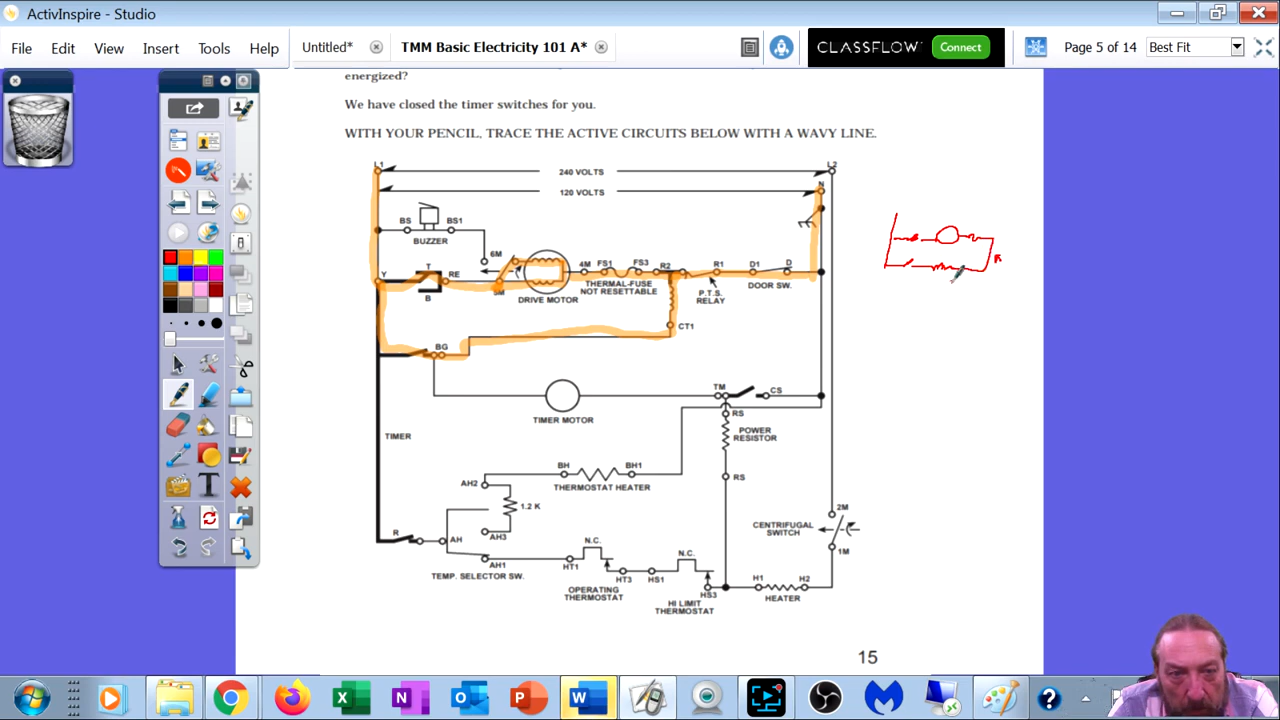 ActivInspire - Studio
File Edit View Insert Tools Help
Untitled*
TMM Basic Electricity 101 A*
CLASSFLOW Connect
Page 5 of 14
Best Fit
energized?
We have closed the timer switches for you.
WITH YOUR PENCIL, TRACE THE ACTIVE CIRCUITS BELOW WITH A WAVY LINE.
L1
240 VOLTS
L2
120 VOLTS
N
BS BS1
BUZZER
6M
Y T RE
B
5M
DRIVE MOTOR
4M FS1 FS3 R2 R1 D1 D
THERMAL-FUSE
NOT RESETTABLE
P.T.S.
RELAY
DOOR SW.
CT1
BG
TIMER MOTOR
TM CS
RS
POWER
RESISTOR
TIMER
BH BH1
THERMOSTAT HEATER
RS
AH2
1.2 K
AH3
R AH
AH1
TEMP. SELECTOR SW.
N.C.
HT1
HT3
OPERATING
THERMOSTAT
N.C.
HS1
HS3
HI LIMIT
THERMOSTAT
H1 H2
HEATER
2M
CENTRIFUGAL
SWITCH
1M
15